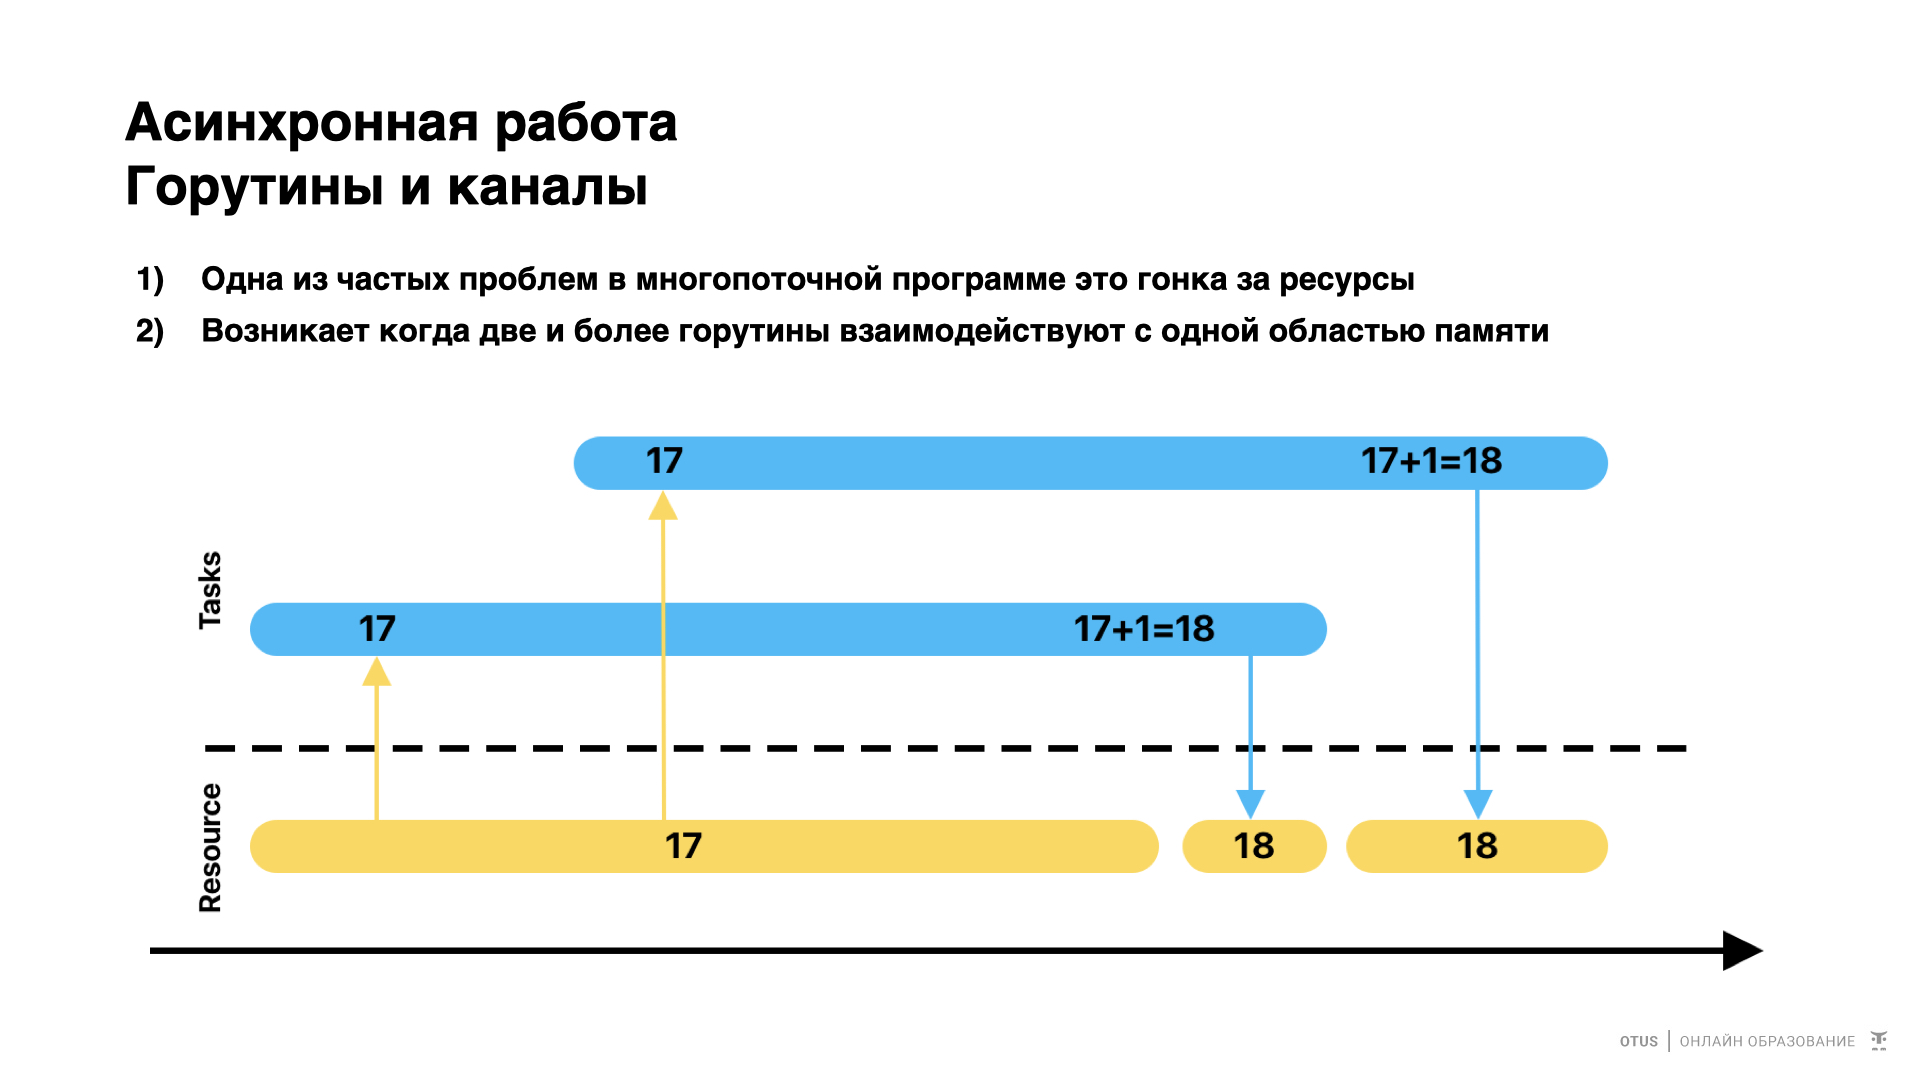 Асинхронная работа
Горутины и каналы
1) Одна из частых проблем в многопоточной программе это гонка за ресурсы
2) Возникает когда две и более горутины взаимодействуют с одной областью памяти
17 17+1=18
Tasks
17 17+1=18
Resource
17 18 18
OTUS | ОНЛАЙН ОБРАЗОВАНИЕ